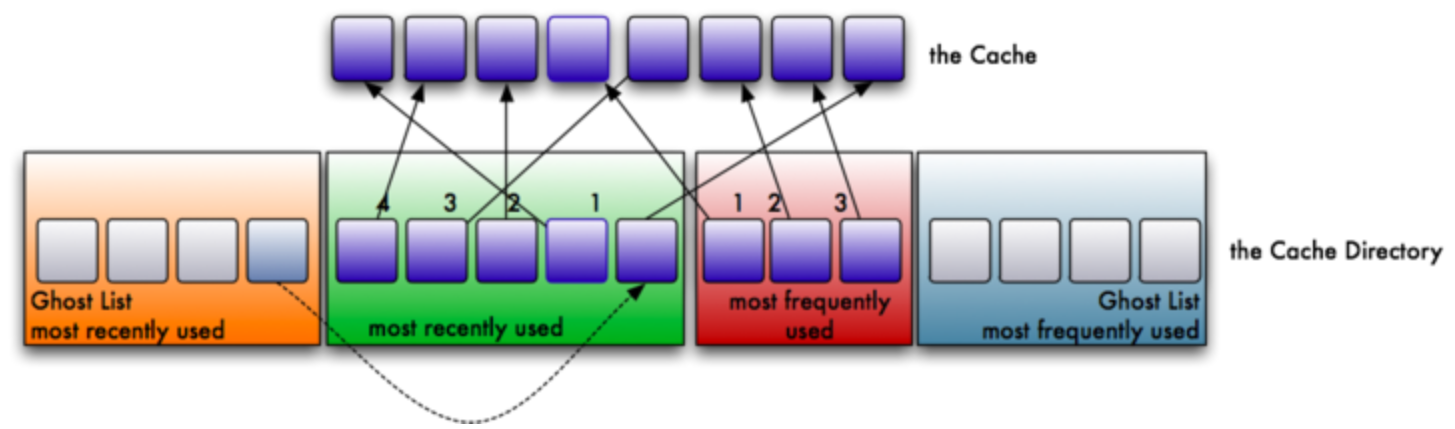 the Cache
4 3 2 1 1 2 3
the Cache Directory
Ghost List
most recently used
most recently used
most frequently
used
Ghost List
most frequently used